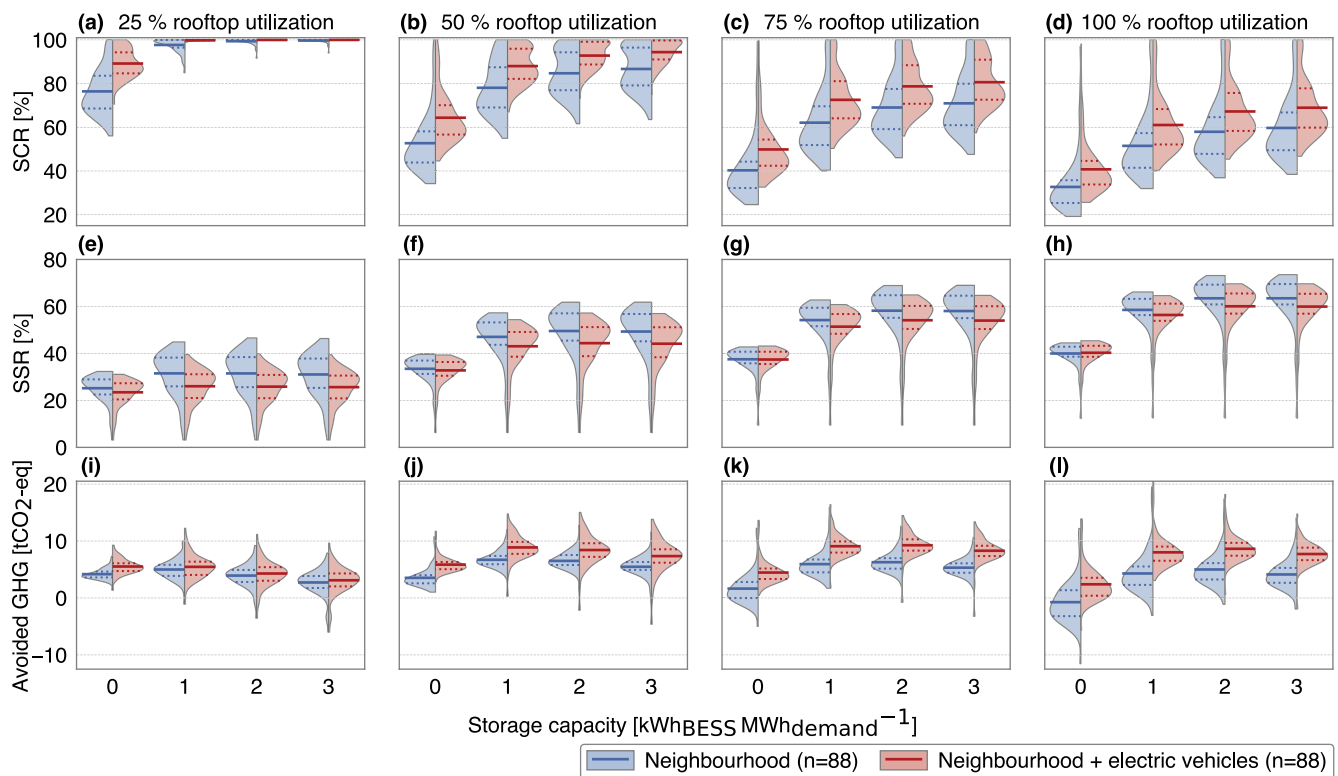 (a) 25 % rooftop utilization
(b) 50 % rooftop utilization
(c) 75 % rooftop utilization
(d) 100 % rooftop utilization
100
80
60
40
20
SCR [%]
(e)
(f)
(g)
(h)
80
60
40
20
0
SSR [%]
(i)
(j)
(k)
(l)
20
10
0
−10
Avoided GHG [tCO2-eq]
0 1 2 3
0 1 2 3
0 1 2 3
0 1 2 3
Storage capacity [kWhBESS MWhdemand−1]
Neighbourhood (n=88)
Neighbourhood + electric vehicles (n=88)